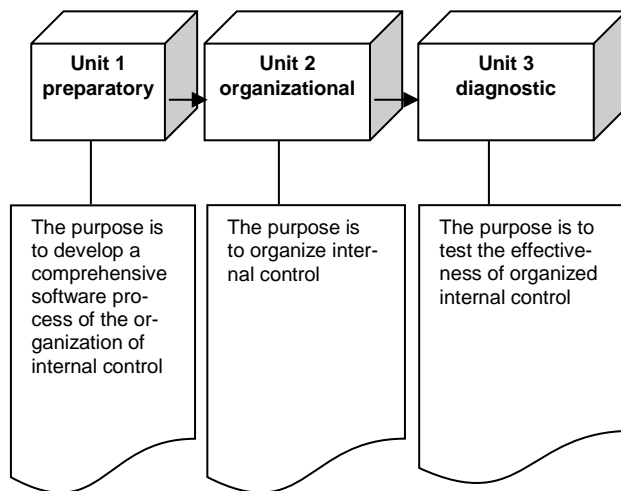 Unit 1
preparatory
Unit 2
organizational
Unit 3
diagnostic
The purpose is
to develop a
comprehensive
software pro-
cess of the or-
ganization of
internal control
The purpose is
to organize inter-
nal control
The purpose is to
test the effective-
ness of organized
internal control